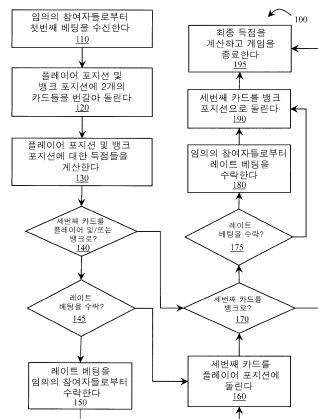 임의의 참여자들로부터
첫번째 베팅을 수신한다
110
플레이어 포지션 및
뱅크 포지션에 2개의
카드들을 번갈아 돌린다
120
플레이어 포지션 및 뱅크
포지션에 대한 득점들을
계산한다
130
세번째 카드를
플레이어 및/또는
뱅크로?
140
레이트
베팅을 수락?
145
레이트 베팅을
임의의 참여자들로부터
수락한다
150
100
최종 득점을
계산하고 게임을
종료한다
195
세번째 카드를 뱅크
포지션으로 돌린다
190
임의의 참여자들로부터
레이트 베팅을
수락한다
180
레이트
베팅을 수락?
175
세번째 카드를
뱅크로?
170
세번째 카드를
플레이어 포지션에
돌린다
160